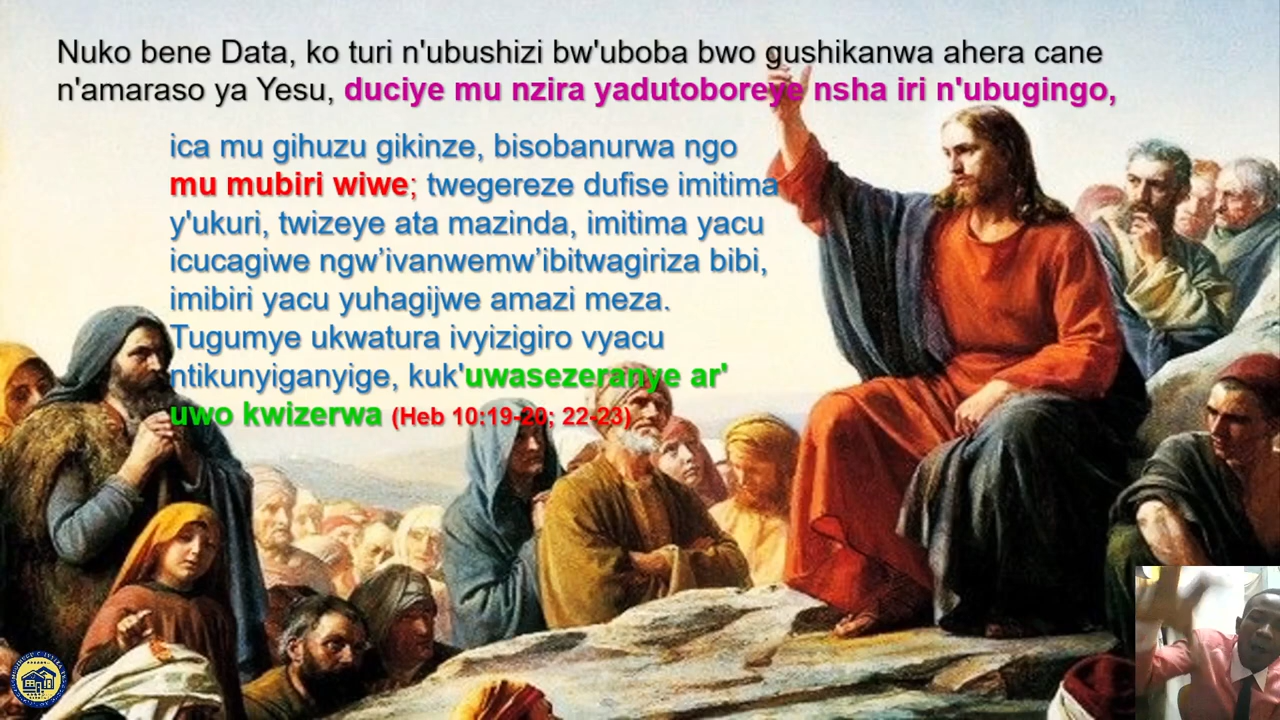 Nuko bene Data, ko turi n'ubushizi bw'uboba bwo gushikanwa ahera cane
n'amaraso ya Yesu, duciye mu nzira yadutoboreye nsha iri n'ubugingo,
ica mu gihuzu gikinze, bisobanurwa ngo
mu mubiri wiwe; twegereze dufise imitima
y'ukuri, twizeye ata mazinda, imitima yacu
icucagiwe ngw’ivanwemw’ibitwagiriza bibi,
imibiri yacu yuhagijwe amazi meza.
Tugumye ukwatura ivyizigiro vyacu
ntikunyiganyige, kuk'uwasezeranye ar'
uwo kwizerwa (Heb 10:19-20; 22-23)